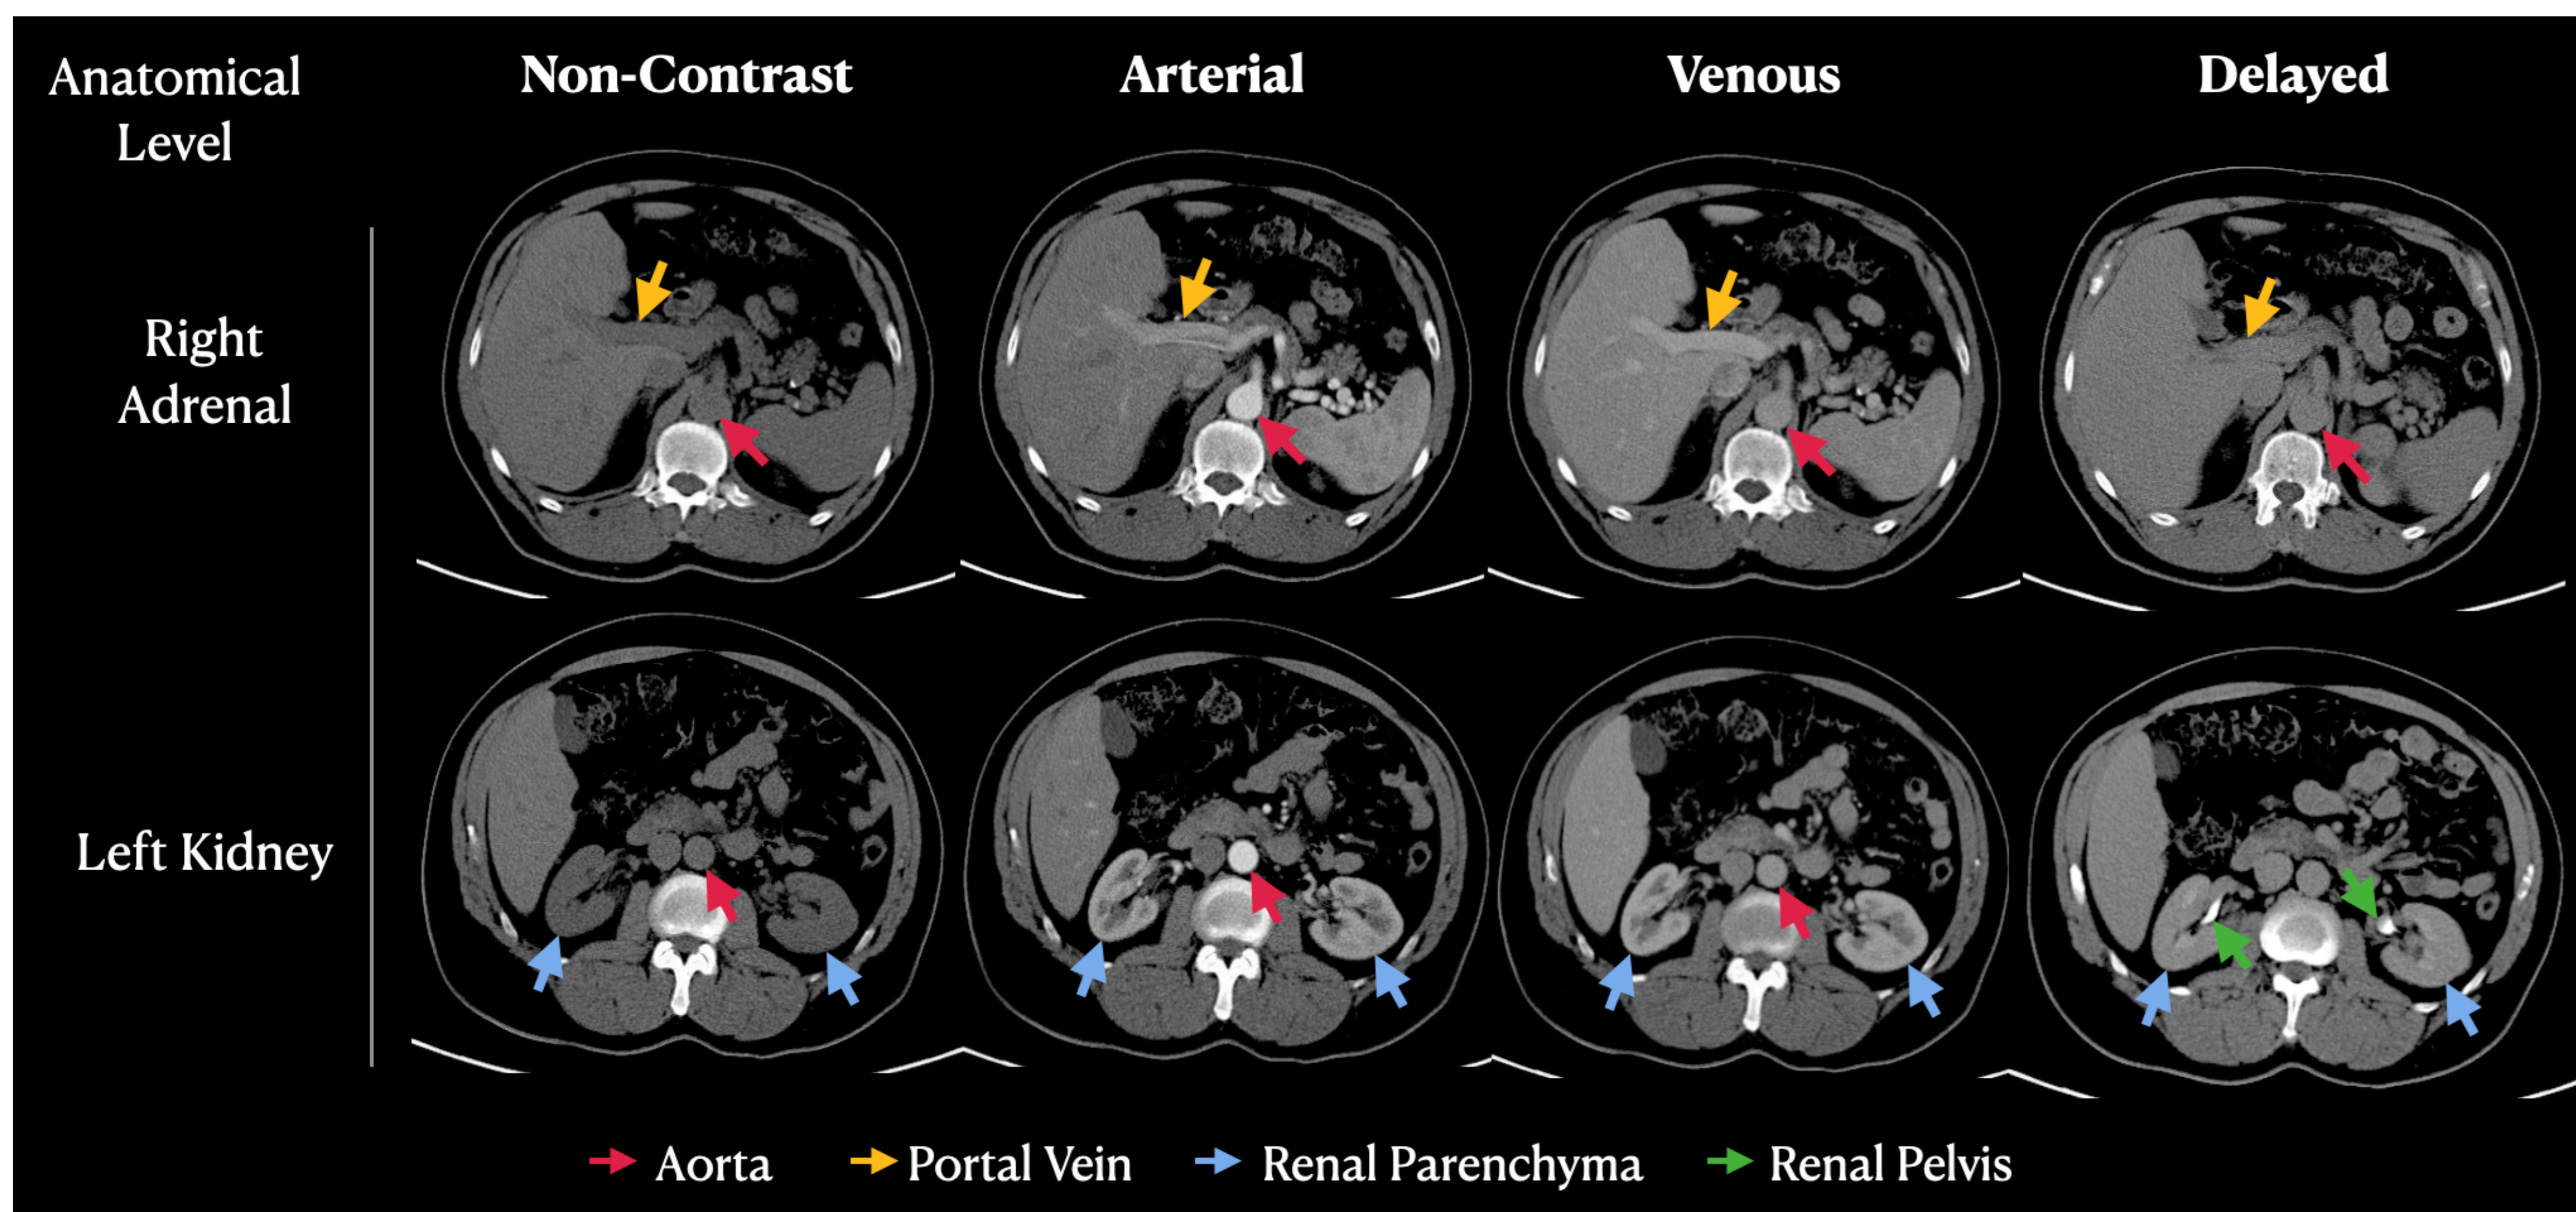 Anatomical
Level
Non-Contrast
Arterial
Venous
Delayed
Right
Adrenal
Left Kidney
Aorta
Portal Vein
Renal Parenchyma
Renal Pelvis